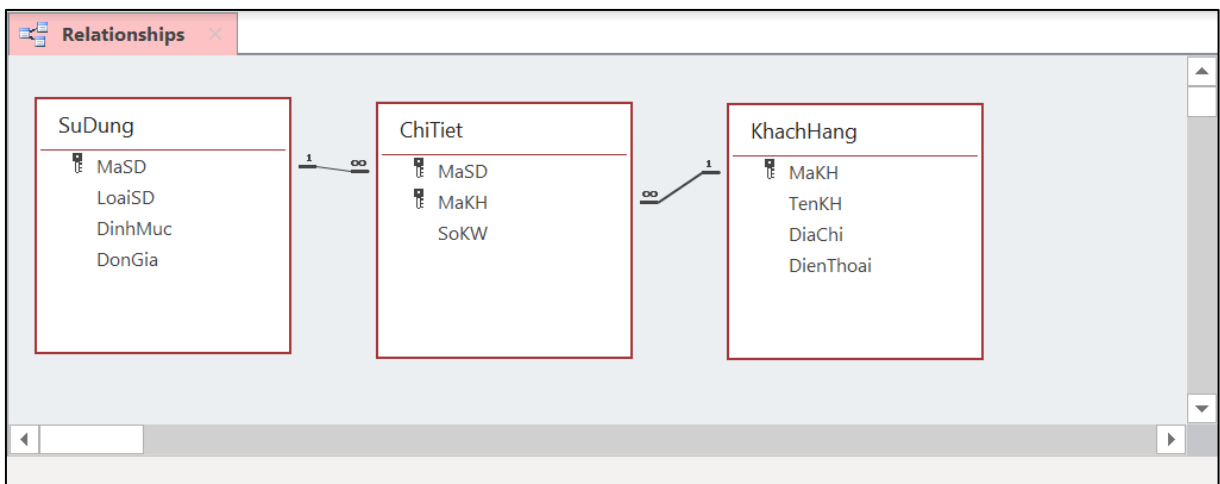 Relationships
SuDung
MaSD
LoaiSD
DinhMuc
DonGia
1 ∞
ChiTiet
MaSD
MaKH
SoKW
∞ 1
KhachHang
MaKH
TenKH
DiaChi
DienThoai